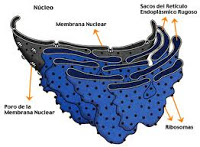 Núcleo
Membrana Nuclear
Sacos del Retículo
Endoplásmico Rugoso
Poro de la
Membrana Nuclear
Ribosomas